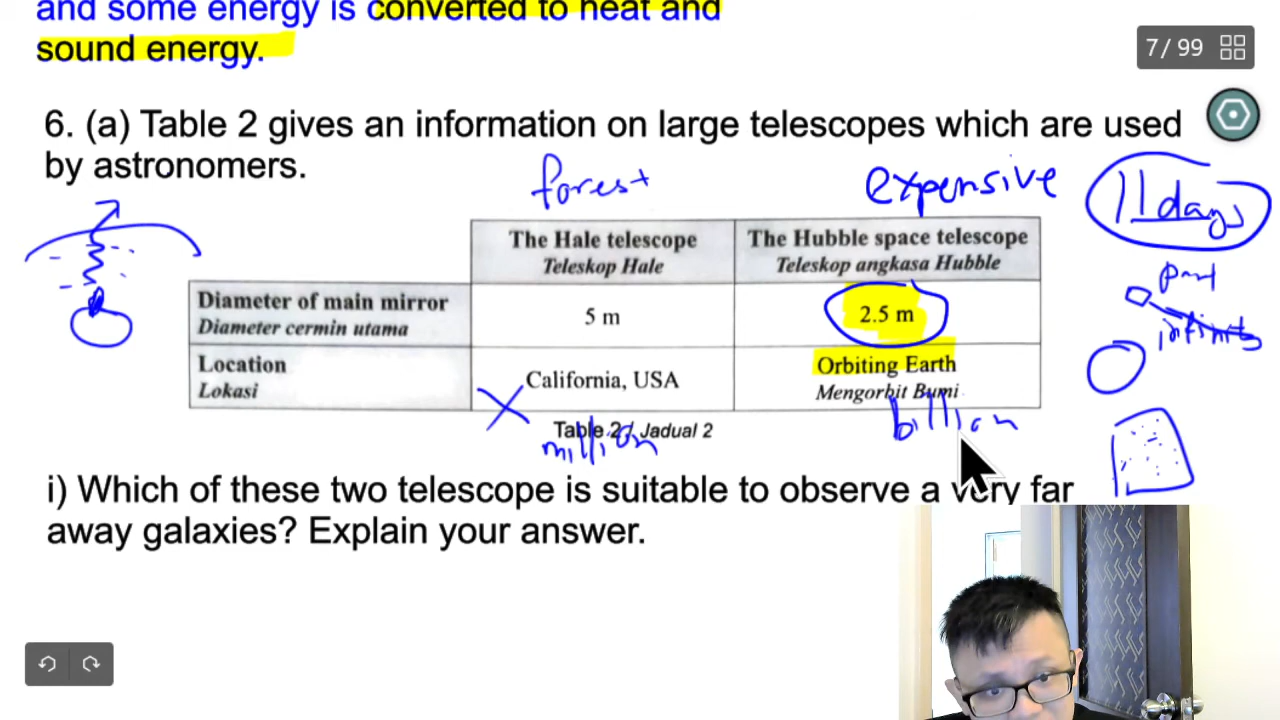 and some energy is converted to heat and
sound energy.
7/ 99
6. (a) Table 2 gives an information on large telescopes which are used
by astronomers.
forest
expensive
11 days
The Hale telescope
Teleskop Hale
The Hubble space telescope
Teleskop angkasa Hubble
Diameter of main mirror
Diameter cermin utama
5 m
2.5 m
Location
Lokasi
California, USA
Orbiting Earth
Mengorbit Bumi
Table 2 / Jadual 2
million
billion
i) Which of these two telescope is suitable to observe a very far
away galaxies? Explain your answer.